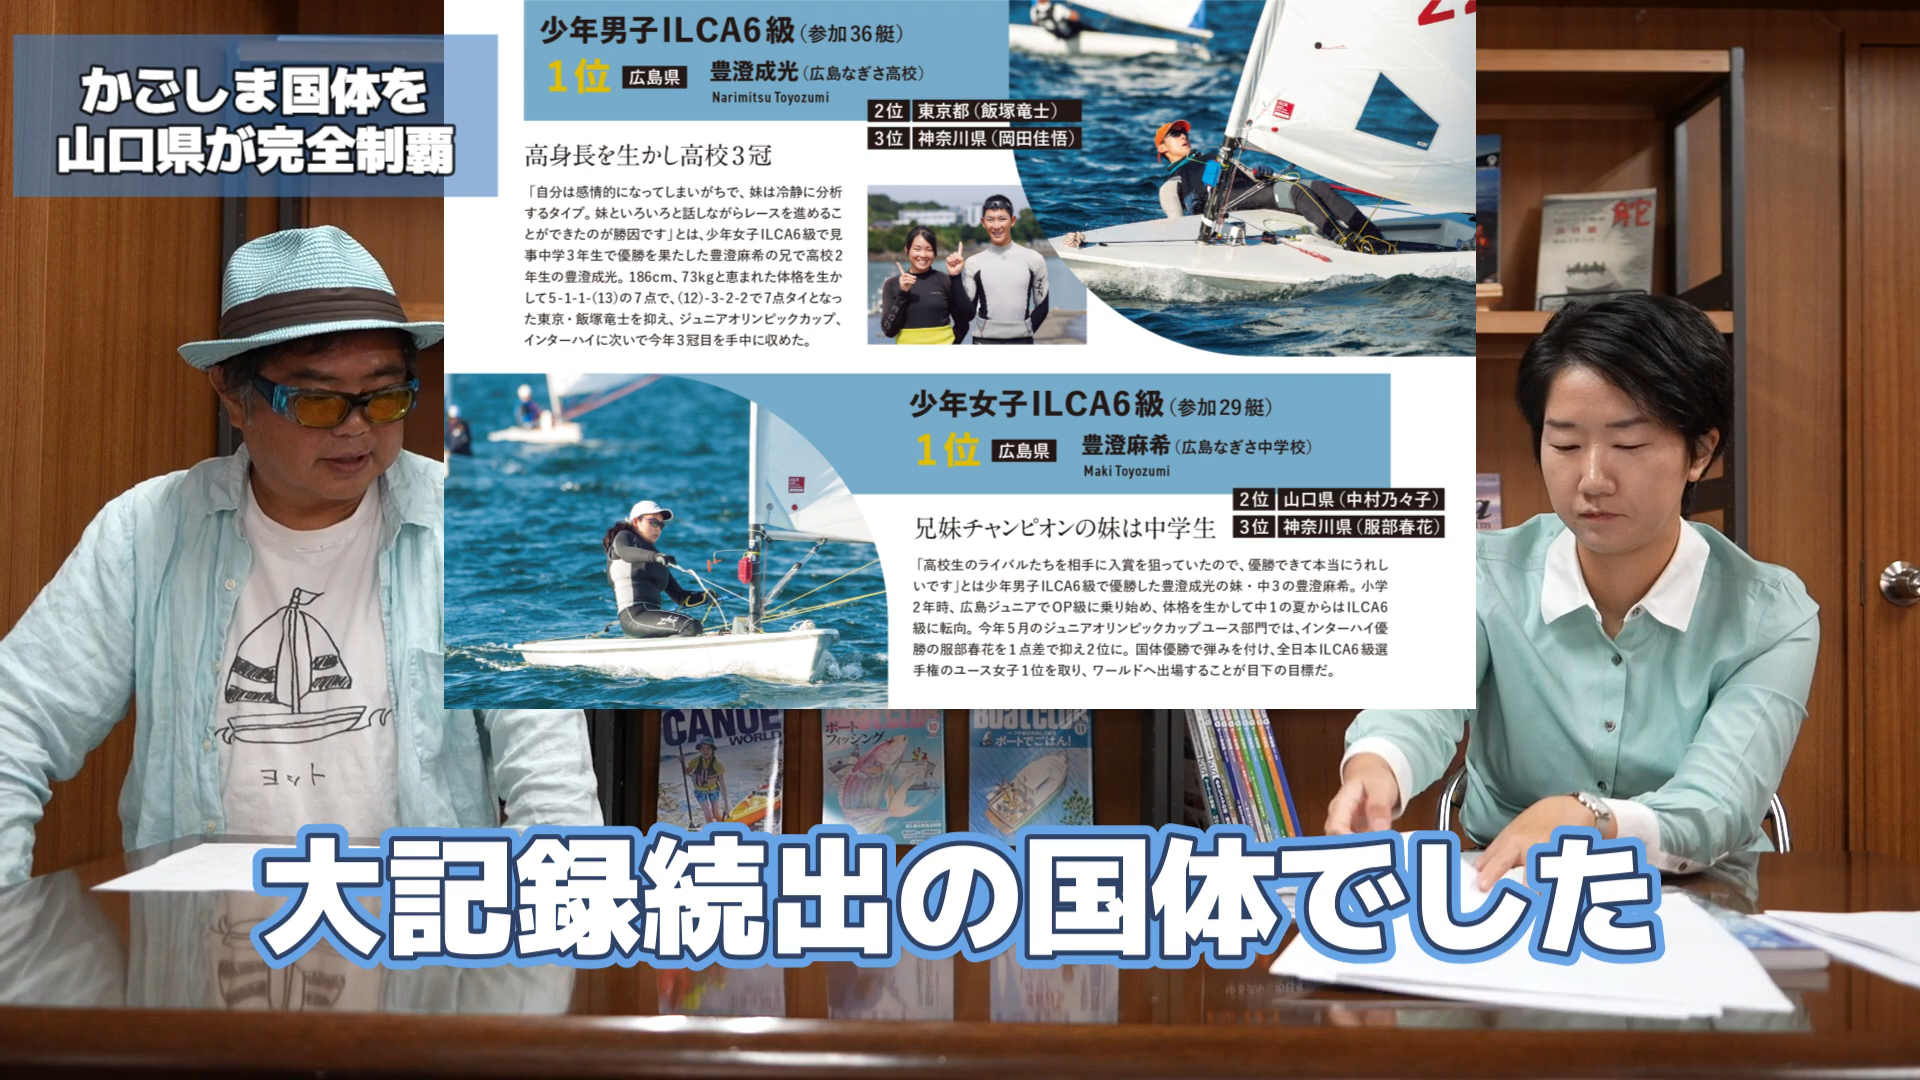 かごしま国体を
山口県が完全制覇
少年男子ILCA6級（参加36艇）
1位 広島県 豊澄成光（広島なぎさ高校）
Narimitsu Toyozumi
2位 東京都（飯塚竜士）
3位 神奈川県（岡田佳悟）
高身長を生かし高校3冠
「自分は感情的になってしまいがちで、妹は冷静に分析
するタイプ。妹といろいろと話しながらレースを進めるこ
とができたのが勝因です」とは、少年女子ILCA6級で見
事中学3年生で優勝を果たした豊澄麻希の兄で高校2
年生の豊澄成光。186cm、73kgと恵まれた体格を生か
して5-1-1-(13)の7点で、(12)-3-2-2で7点タイとなっ
た東京・飯塚竜士を抑え、ジュニアオリンピックカップ、
インターハイに次いで今年3冠目を手中に収めた。
少年女子ILCA6級（参加29艇）
1位 広島県 豊澄麻希（広島なぎさ中学校）
Maki Toyozumi
2位 山口県（中村乃々子）
3位 神奈川県（服部春花）
兄妹チャンピオンの妹は中学生
「高校生のライバルたちを相手に入賞を狙っていたので、優勝できて本当にうれし
いです」とは少年男子ILCA6級で優勝した豊澄成光の妹・中3の豊澄麻希。小学
2年時、広島ジュニアでOP級に乗り始め、体格を生かして中1の夏からはILCA6
級に転向。今年5月のジュニアオリンピックカップユース部門では、インターハイ優
勝の服部春花を1点差で抑え2位に。国体優勝で弾みを付け、全日本ILCA6級選
手権のユース女子1位を取り、ワールドへ出場することが目下の目標だ。
舵
CANOE
WORLD
ボート
フィッシング
10
Boat CLUB
11
ボートでごはん!
大記録続出の国体でした